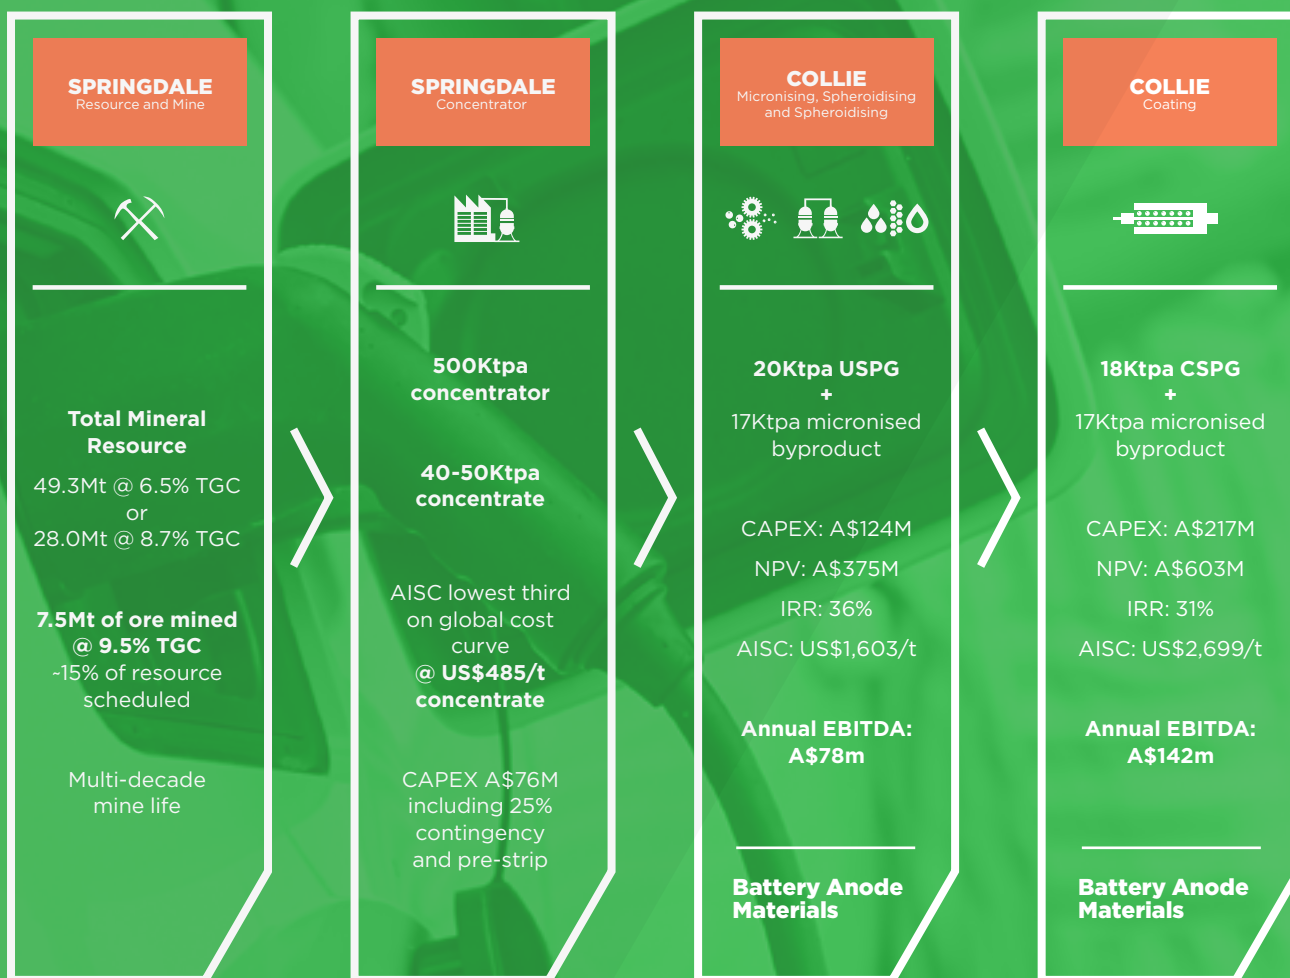 SPRINGDALE
Resource and Mine
Total Mineral
Resource
49.3Mt @ 6.5% TGC
or
28.0Mt @ 8.7% TGC
7.5Mt of ore mined
@ 9.5% TGC
~15% of resource
scheduled
Multi-decade
mine life
SPRINGDALE
Concentrator
500Ktpa
concentrator
40-50Ktpa
concentrate
AISC lowest third
on global cost
curve
@ US$485/t
concentrate
CAPEX A$76M
including 25%
contingency
and pre-strip
COLLIE
Micronising, Spheroidising
and Spheroidising
20Ktpa USPG
+
17Ktpa micronised
byproduct
CAPEX: A$124M
NPV: A$375M
IRR: 36%
AISC: US$1,603/t
Annual EBITDA:
A$78m
Battery Anode
Materials
COLLIE
Coating
18Ktpa CSPG
+
17Ktpa micronised
byproduct
CAPEX: A$217M
NPV: A$603M
IRR: 31%
AISC: US$2,699/t
Annual EBITDA:
A$142m
Battery Anode
Materials